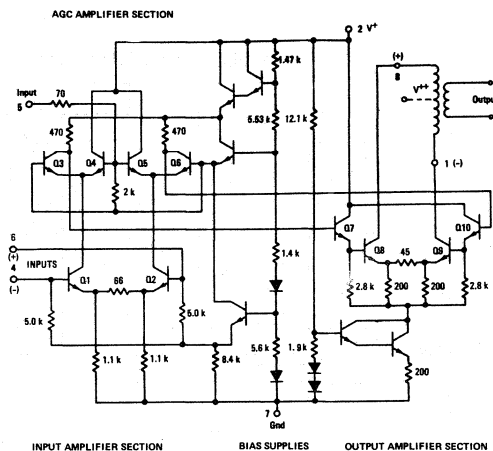 AGC AMPLIFIER SECTION
2 V+
1.47 k
(+)
8
Input
5
70
V++
Output
470
470
5.53 k
12.1 k
Q3
Q4
Q5
Q6
1 (-)
2 k
Q7
Q10
6
(+)
Q8
45
Q9
4
INPUTS
(-)
Q1
66
Q2
1.4 k
2.8 k
200
200
2.8 k
5.0 k
5.0 k
1.1 k
1.1 k
8.4 k
5.6 k
1.9k
200
7
Gnd
INPUT AMPLIFIER SECTION
BIAS SUPPLIES
OUTPUT AMPLIFIER SECTION